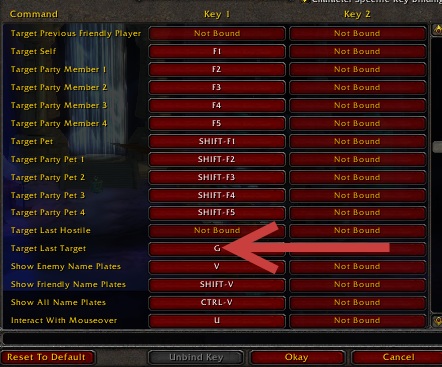 Character Specific Key Bindings
Command Key 1 Key 2
Target Previous Friendly Player Not Bound Not Bound
Target Self F1 Not Bound
Target Party Member 1 F2 Not Bound
Target Party Member 2 F3 Not Bound
Target Party Member 3 F4 Not Bound
Target Party Member 4 F5 Not Bound
Target Pet SHIFT-F1 Not Bound
Target Party Pet 1 SHIFT-F2 Not Bound
Target Party Pet 2 SHIFT-F3 Not Bound
Target Party Pet 3 SHIFT-F4 Not Bound
Target Party Pet 4 SHIFT-F5 Not Bound
Target Last Hostile Not Bound Not Bound
Target Last Target G
Show Enemy Name Plates V Not Bound
Show Friendly Name Plates SHIFT-V Not Bound
Show All Name Plates CTRL-V Not Bound
Interact With Mouseover U Not Bound
Reset To Default Unbind Key Okay Cancel